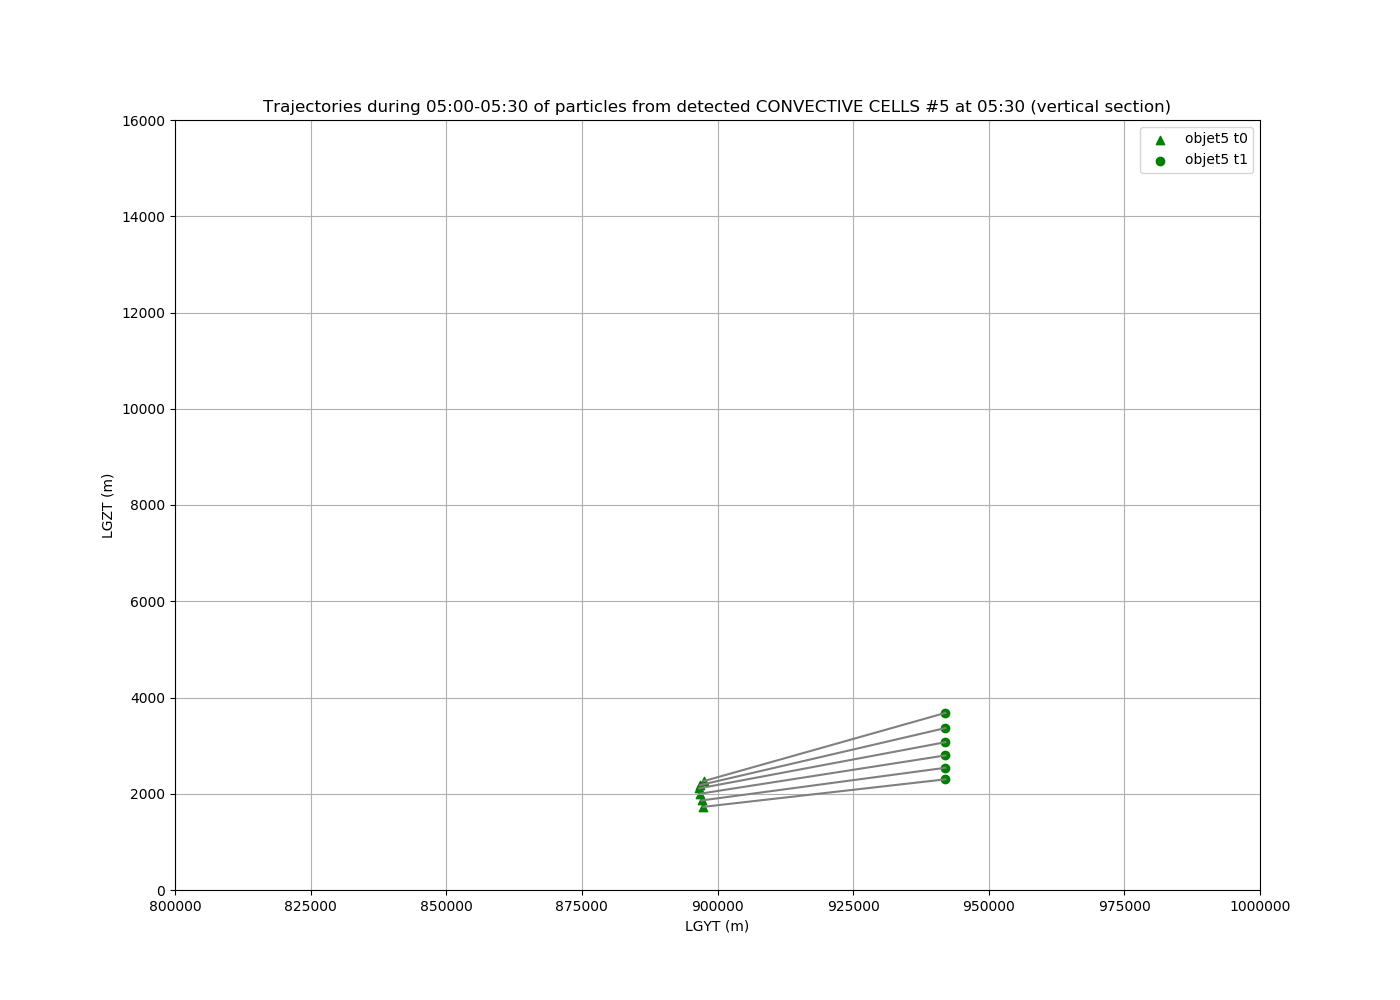 Trajectories during 05:00-05:30 of particles from detected CONVECTIVE CELLS #5 at 05:30 (vertical section)
objet5 t0
objet5 t1
16000
14000
12000
10000
8000
6000
4000
2000
0
LGZT (m)
800000 825000 850000 875000 900000 925000 950000 975000 1000000
LGYT (m)